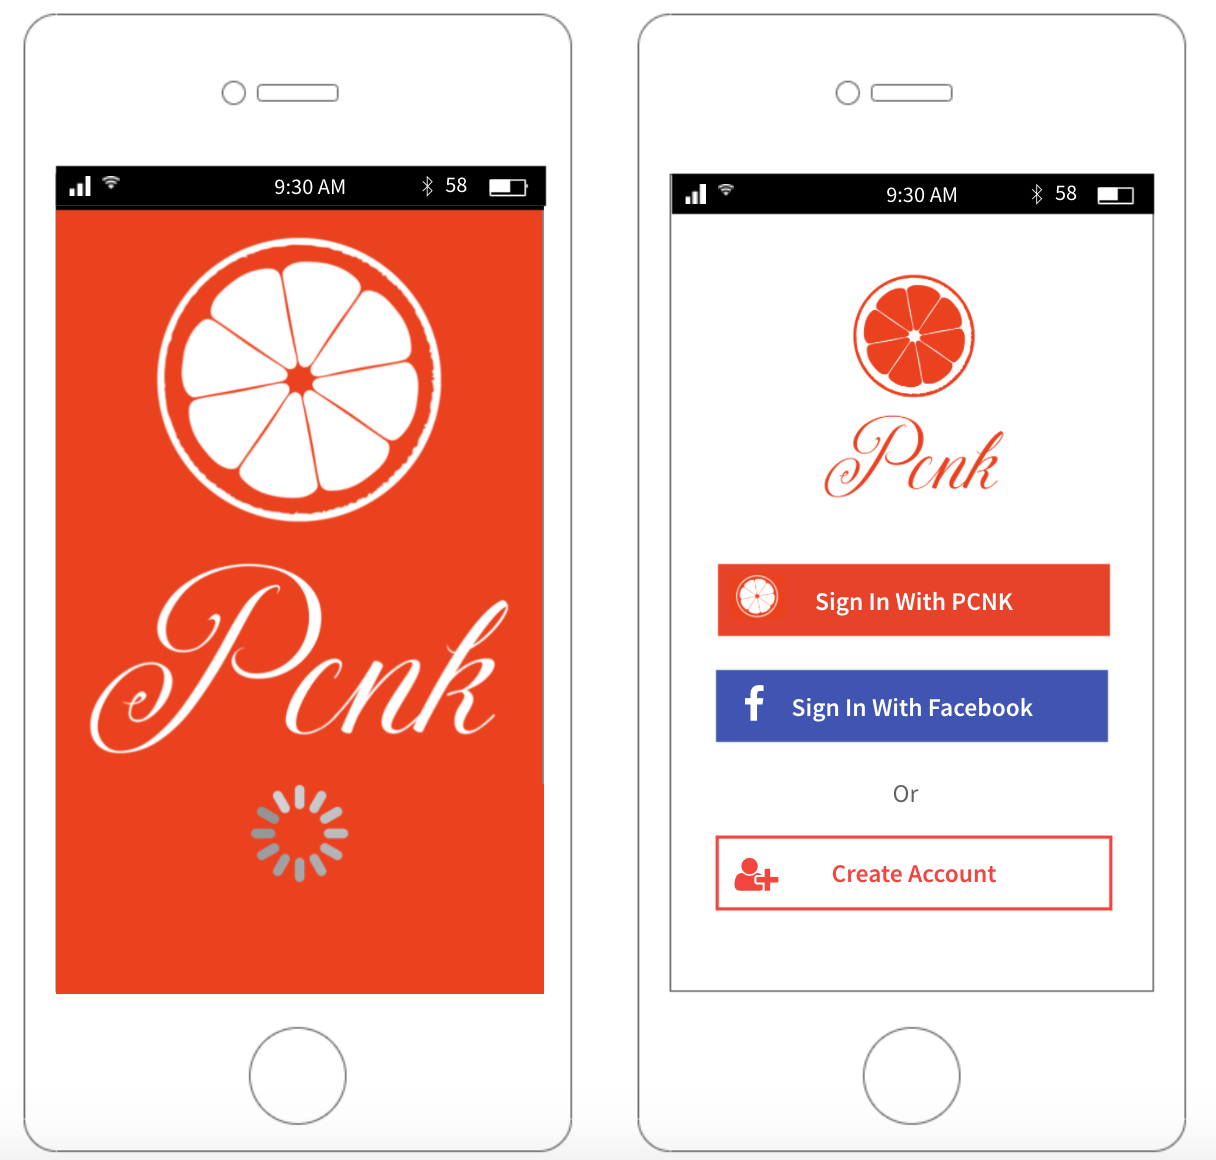 9:30 AM 58
Pcnk
9:30 AM 58
Pcnk
Sign In With PCNK
f Sign In With Facebook
Or
Create Account